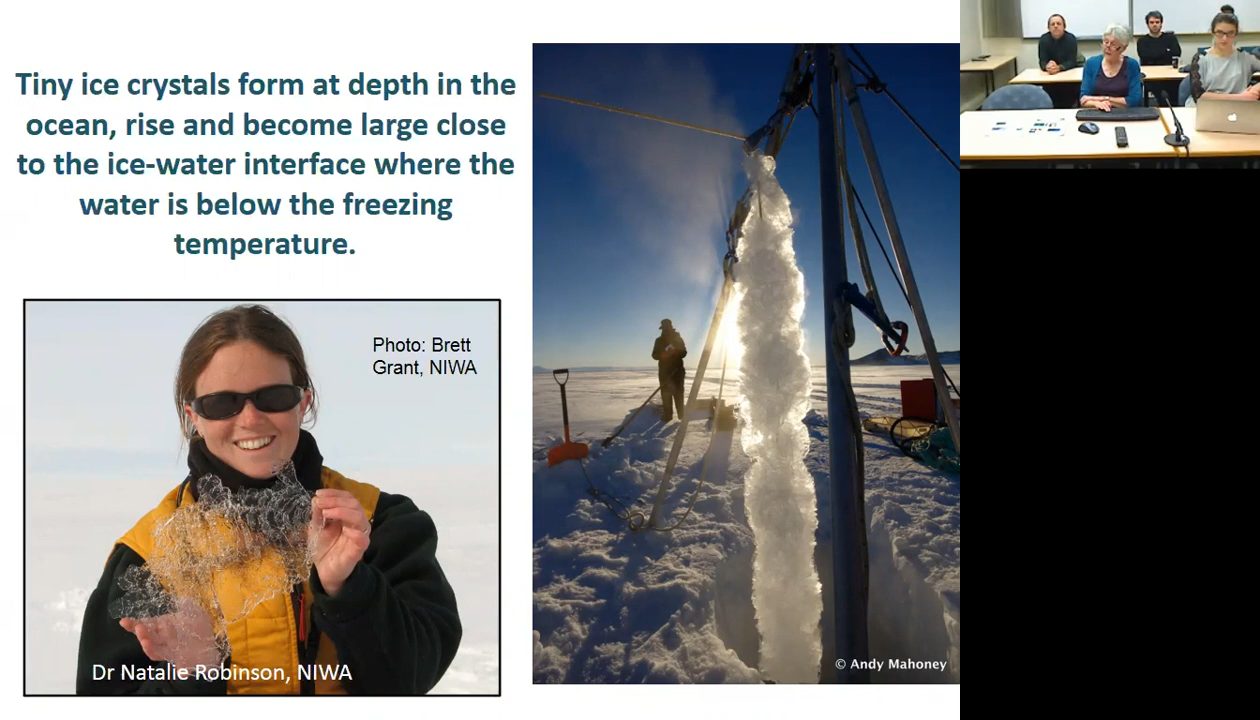 Tiny ice crystals form at depth in the
ocean, rise and become large close
to the ice-water interface where the
water is below the freezing
temperature.
Photo: Brett
Grant, NIWA
Dr Natalie Robinson, NIWA
© Andy Mahoney